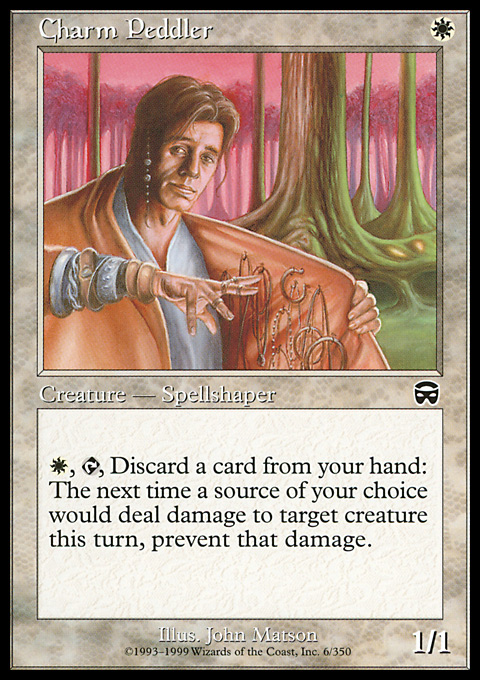 Charm Peddler
Creature — Spellshaper
, , Discard a card from your hand:
The next time a source of your choice
would deal damage to target creature
this turn, prevent that damage.
Illus. John Matson
©1993–1999 Wizards of the Coast, Inc. 6/350
1/1